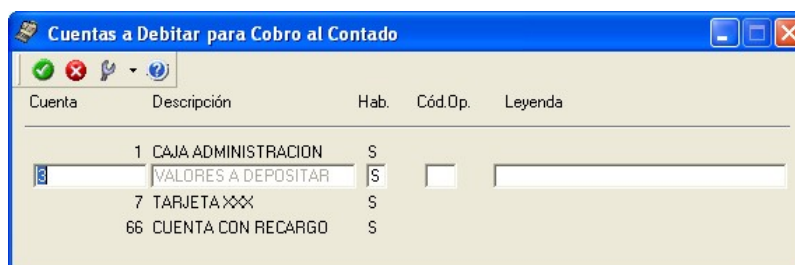 Cuentas a Debitar para Cobro al Contado
Cuenta Descripción Hab. Cód.Op. Leyenda
1 CAJA ADMINISTRACION S
3 VALORES A DEPOSITAR S
7 TARJETA XXX S
66 CUENTA CON RECARGO S